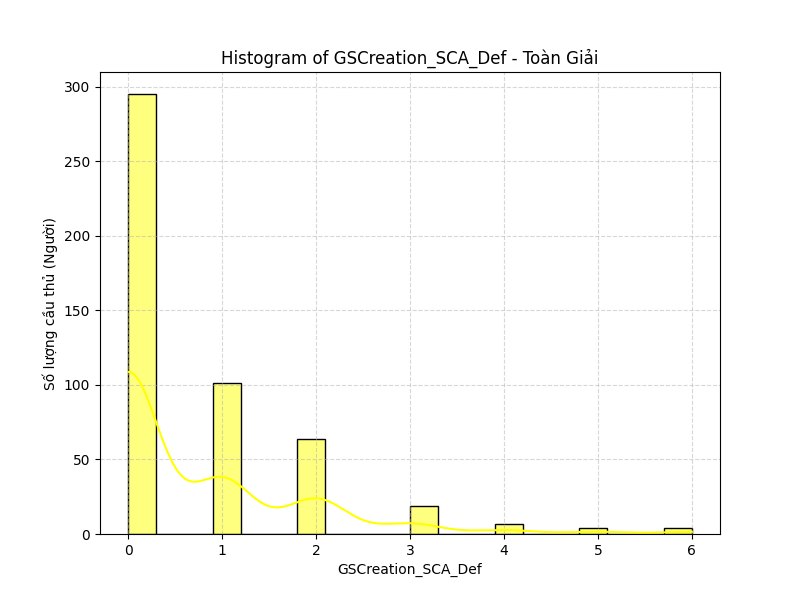 Histogram of GSCreation_SCA_Def - Toàn Giải
Số lượng cầu thủ (Người)
300
250
200
150
100
50
0
0 1 2 3 4 5 6
GSCreation_SCA_Def